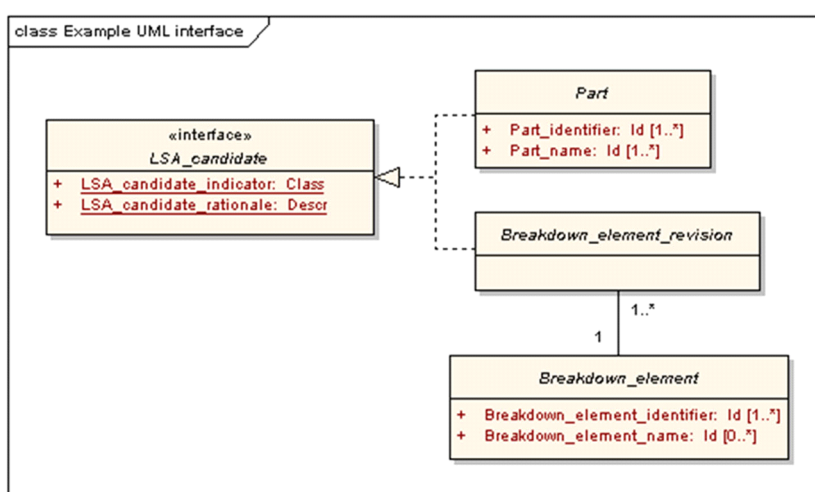 class Example UML interface
«interface»
LSA_candidate
+ LSA_candidate_indicator: Class
+ LSA_candidate_rationale: Descr
Part
+ Part_identifier: Id [1..*]
+ Part_name: Id [1..*]
Breakdown_element_revision
1..*
1
Breakdown_element
+ Breakdown_element_identifier: Id [1..*]
+ Breakdown_element_name: Id [0..*]